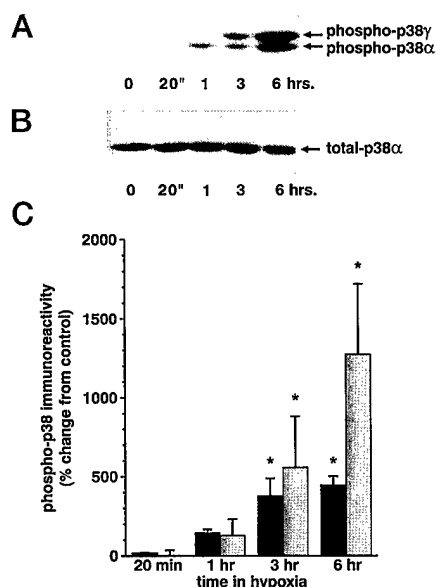 A
phospho-p38γ
phospho-p38α
0 20" 1 3 6 hrs.
B
total-p38α
0 20" 1 3 6 hrs.
C
phospho-p38 immunoreactivity
(% change from control)
2000
1500
1000
500
0
* * * *
20 min 1 hr 3 hr 6 hr
time in hypoxia